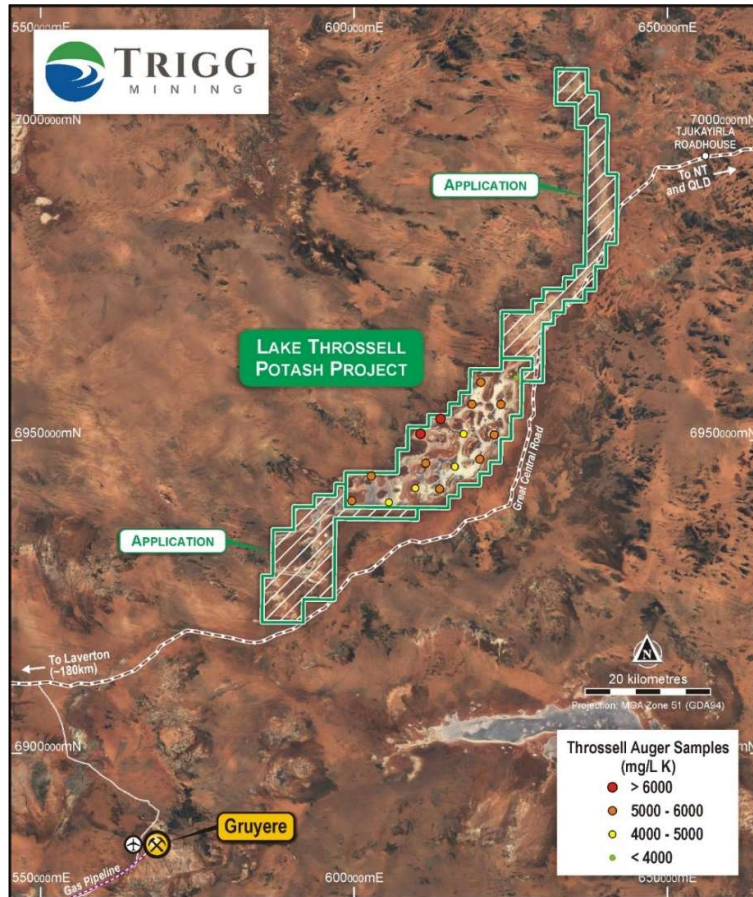 550000mE
600000mE
650000mE
TRIGG
MINING
7000000mN
7000000mN
TJUKAYIRLA
ROADHOUSE
To NT
and QLD
APPLICATION
LAKE THROSSELL
POTASH PROJECT
6950000mN
6950000mN
Great Central Road
APPLICATION
To Laverton
(~180km)
N
20 kilometres
Projection: MGA Zone 51 (GDA94)
6900000mN
Throssell Auger Samples
(mg/L K)
> 6000
5000 - 6000
4000 - 5000
< 4000
Gruyere
Gas Pipeline
550000mE
600000mE
650000mE